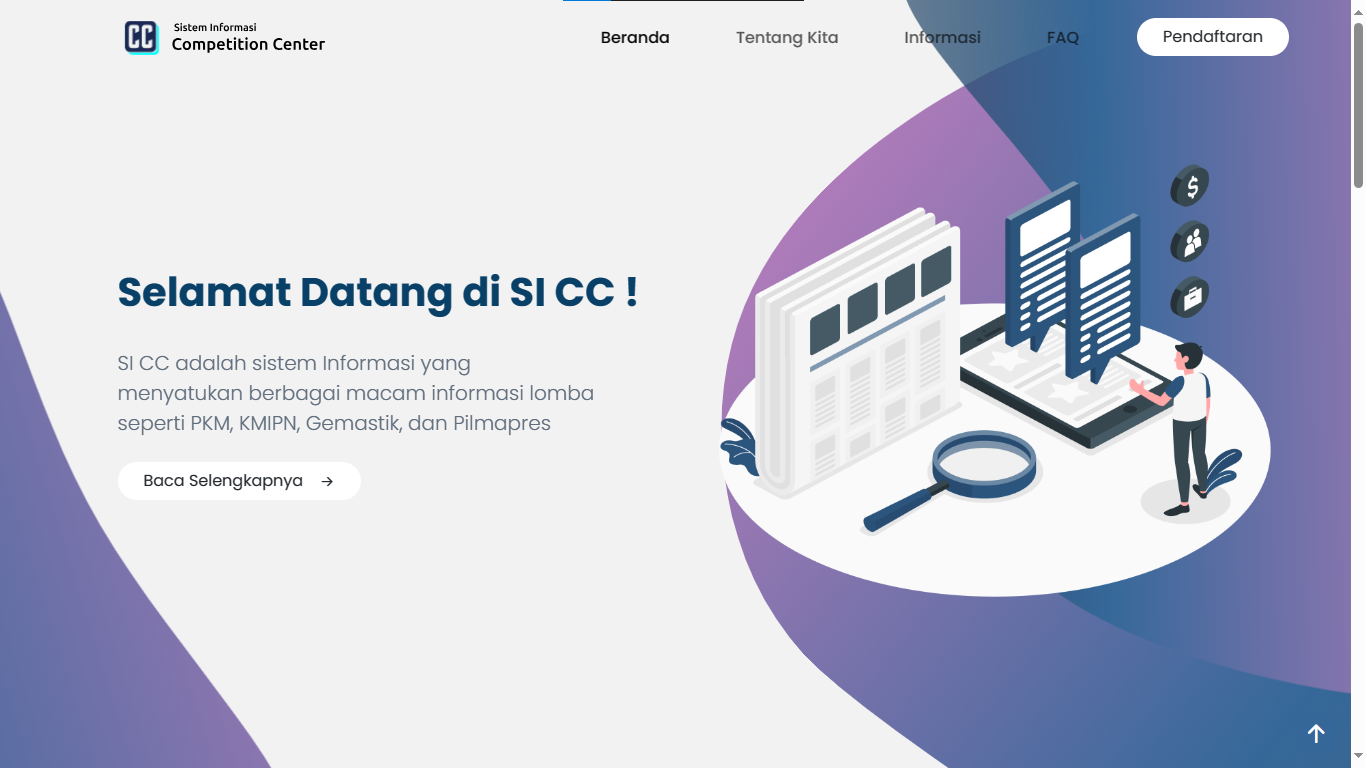 CC
Sistem Informasi
Competition Center
Beranda
Tentang Kita
Informasi
FAQ
Pendaftaran
Selamat Datang di SI CC !
SI CC adalah sistem Informasi yang
menyatukan berbagai macam informasi lomba
seperti PKM, KMIPN, Gemastik, dan Pilmapres
Baca Selengkapnya →
$